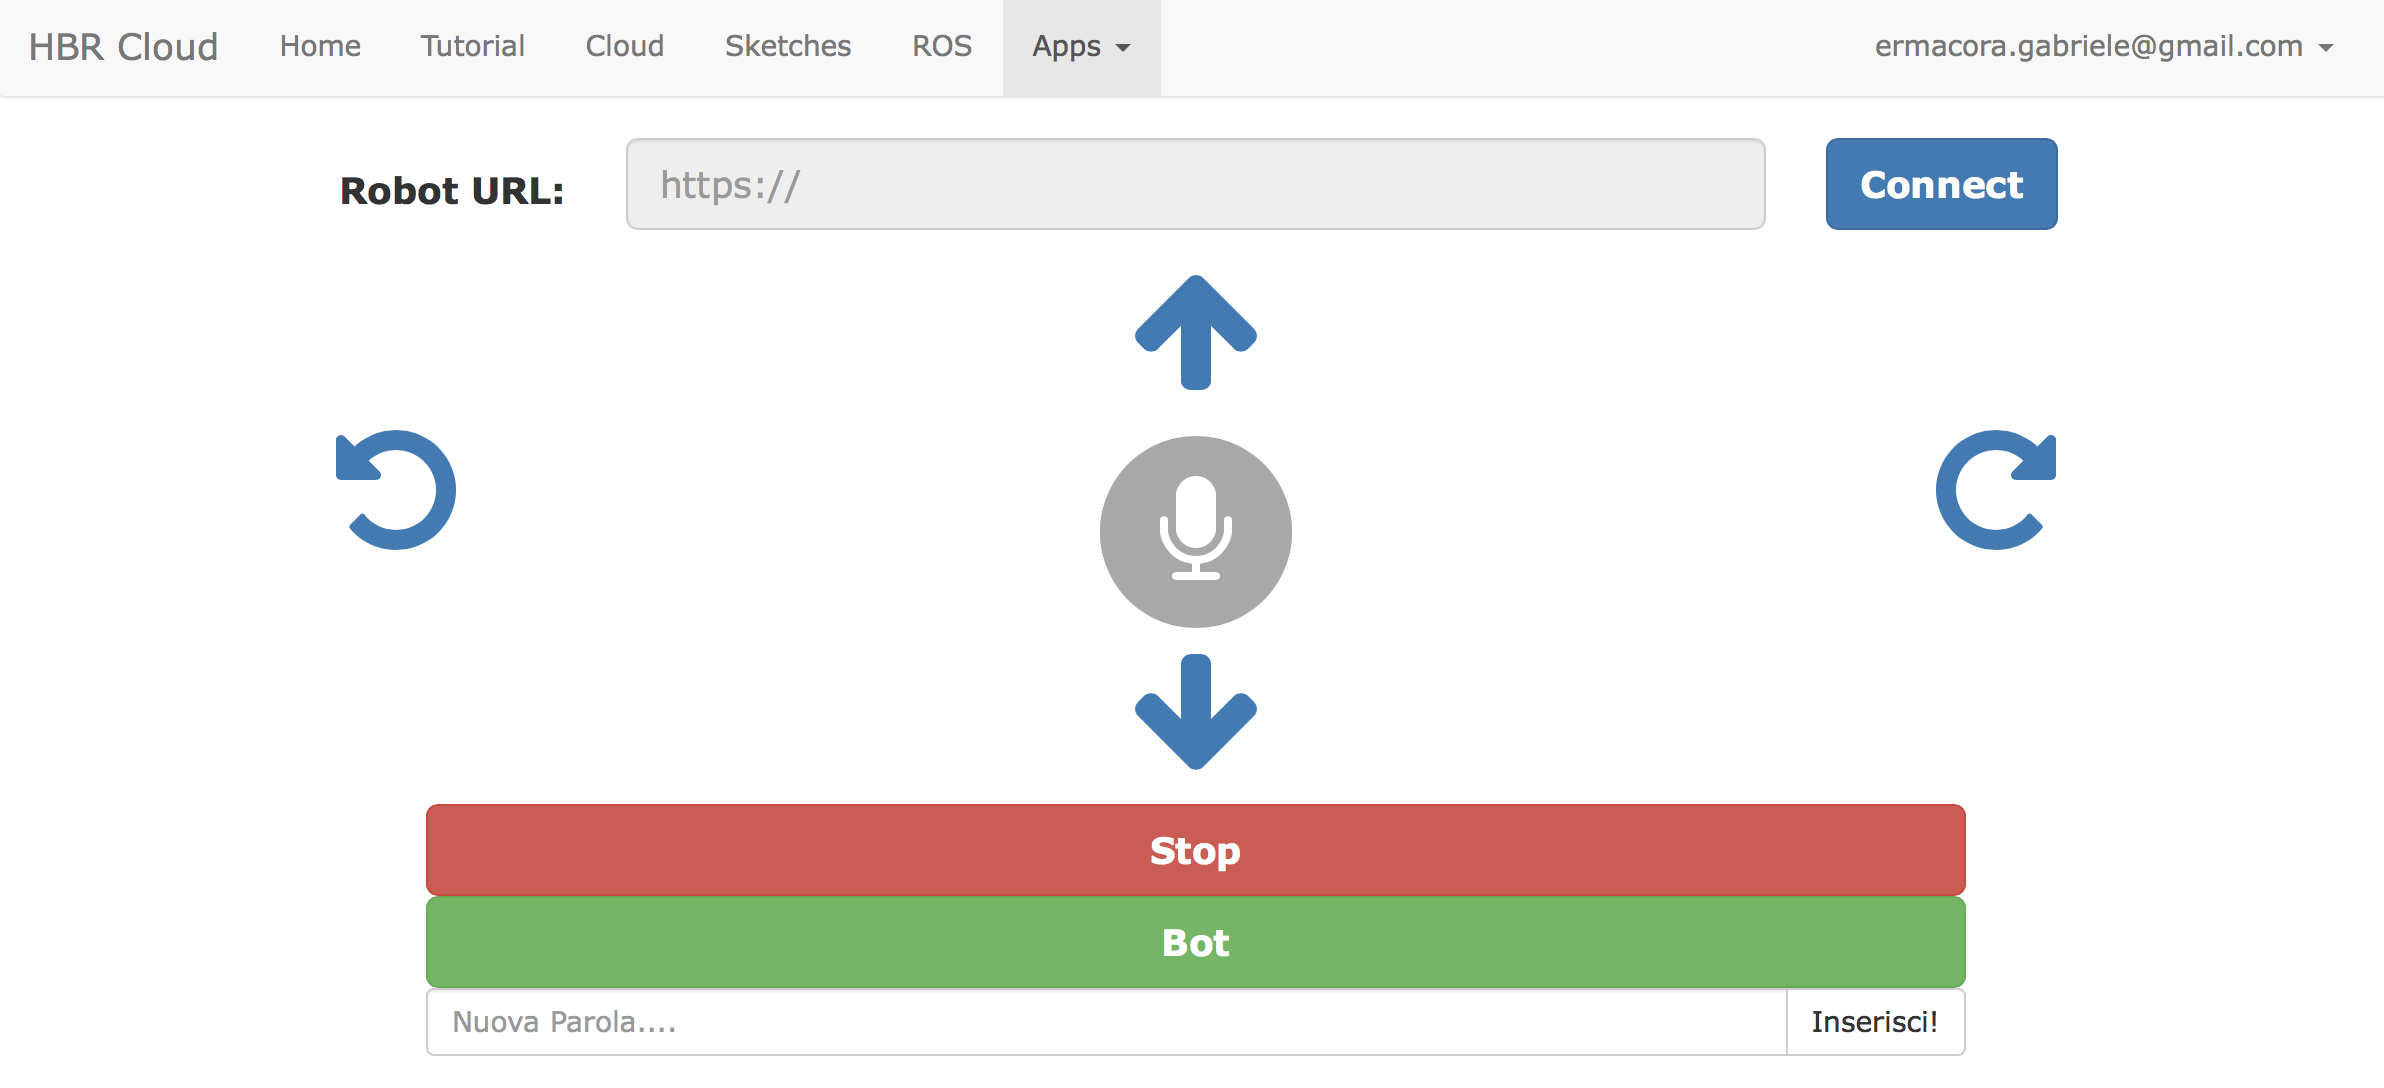 HBR Cloud Home Tutorial Cloud Sketches ROS Apps ermacora.gabriele@gmail.com
Robot URL: https:// Connect
Stop
Bot
Nuova Parola.... Inserisci!